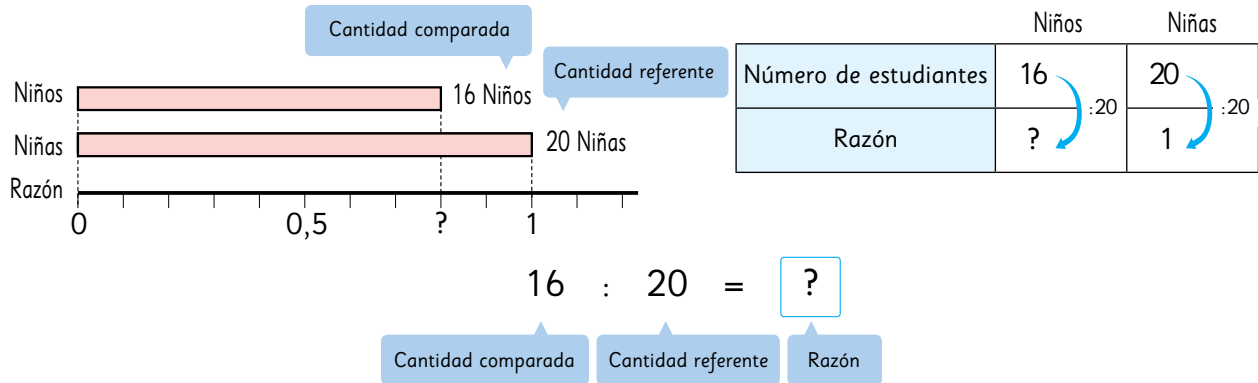 Cantidad comparada
Cantidad referente
Niños 16 Niños
Niñas 20 Niñas
Razón
0 0,5 ? 1
Niños Niñas
Número de estudiantes 16 20
:20 :20
Razón ? 1
16 : 20 = ?
Cantidad comparada Cantidad referente Razón